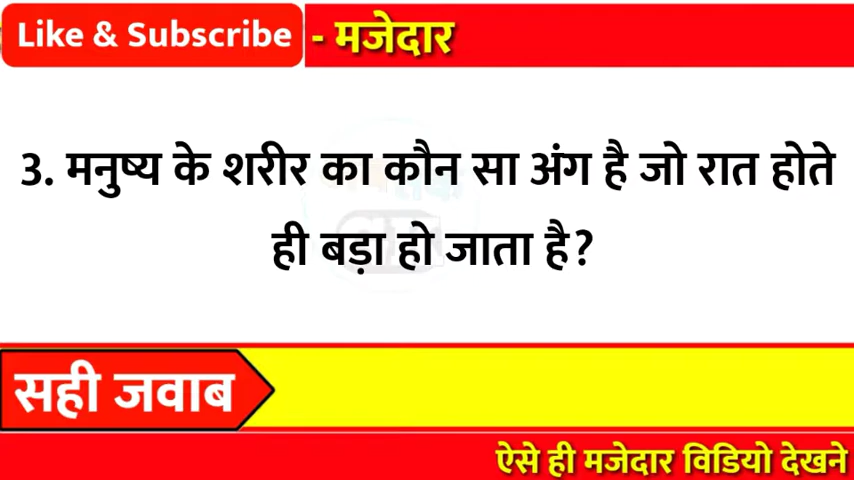 Like & Subscribe - मजेदार
3. मनुष्य के शरीर का कौन सा अंग है जो रात होते
ही बड़ा हो जाता है?
सही जवाब
ऐसे ही मजेदार विडियो देखने